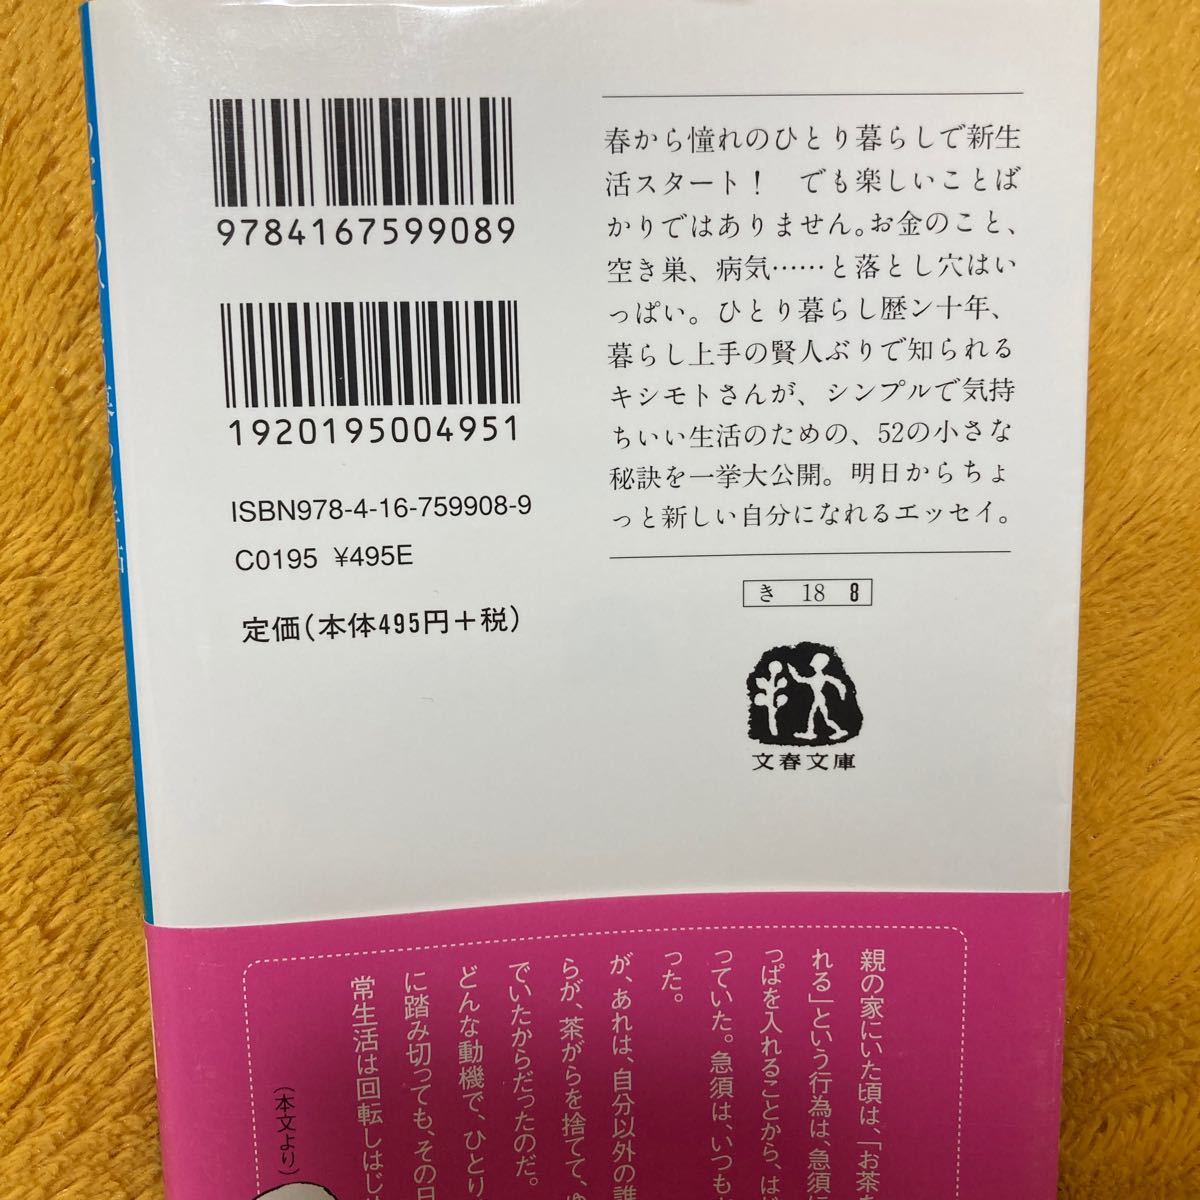 9784167599089
1920195004951
ISBN978-4-16-759908-9
C0195 ¥495E
定価(本体495円+税)
春から憧れのひとり暮らしで新生
活スタート! でも楽しいことば
かりではありません。お金のこと、
空き巣、病気……と落とし穴はい
っぱい。ひとり暮らし歴ン十年、
暮らし上手の賢人ぶりで知られる
キシモトさんが、シンプルで気持
ちいい生活のための、52の小さな
秘訣を一挙大公開。明日からちょ
っと新しい自分になれるエッセイ。
き 18 8
文春文庫
親の家にいた頃は、「お茶を
れる」という行為は、急須に
っぱを入れることから、はじ
っていた。急須は、いつも
った。
が、あれは、自分以外の誰
らが、茶がらを捨てて、ゆ
でいたからだったのだ。
どんな動機で、ひとり
に踏み切っても、その日
常生活は回転しはじめ
(本文より)